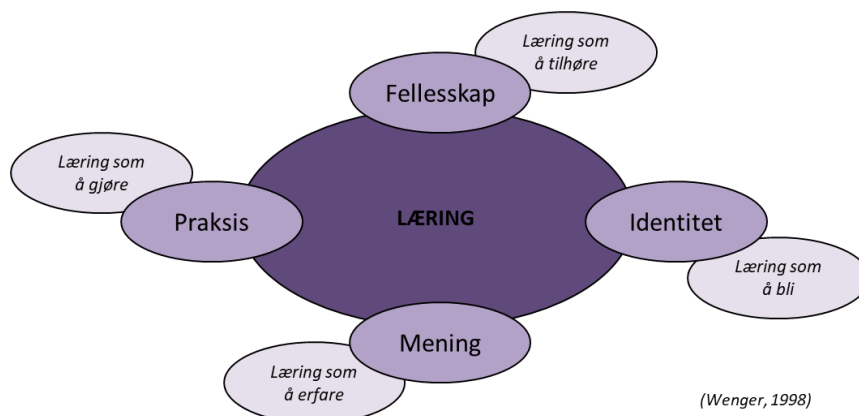 Læring som
å tilhøre
Fellesskap
Læring som
å gjøre
Praksis
LÆRING
Identitet
Læring som
å bli
Mening
Læring som
å erfare
(Wenger, 1998)